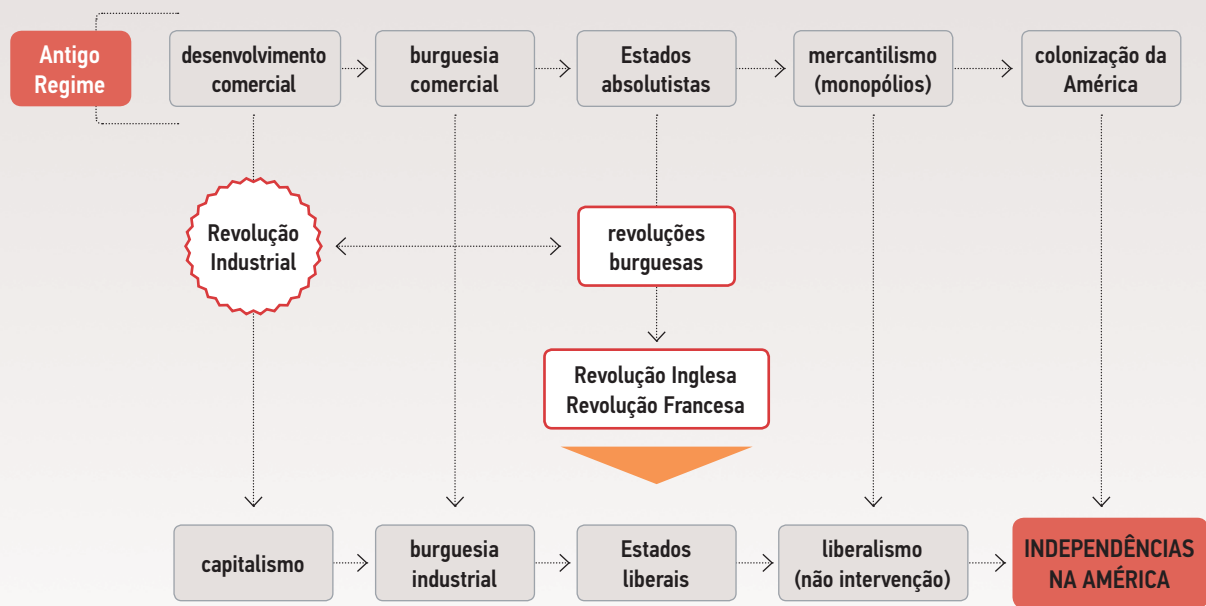 Antigo
Regime
desenvolvimento
comercial
burguesia
comercial
Estados
absolutistas
mercantilismo
(monopólios)
colonização da
América
Revolução
Industrial
revoluções
burguesas
Revolução Inglesa
Revolução Francesa
capitalismo
burguesia
industrial
Estados
liberais
liberalismo
(não intervenção)
INDEPENDÊNCIAS
NA AMÉRICA